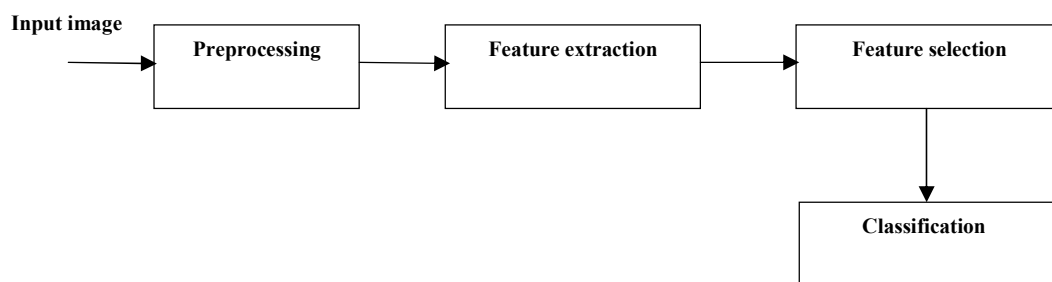 Input image
Preprocessing
Feature extraction
Feature selection
Classification